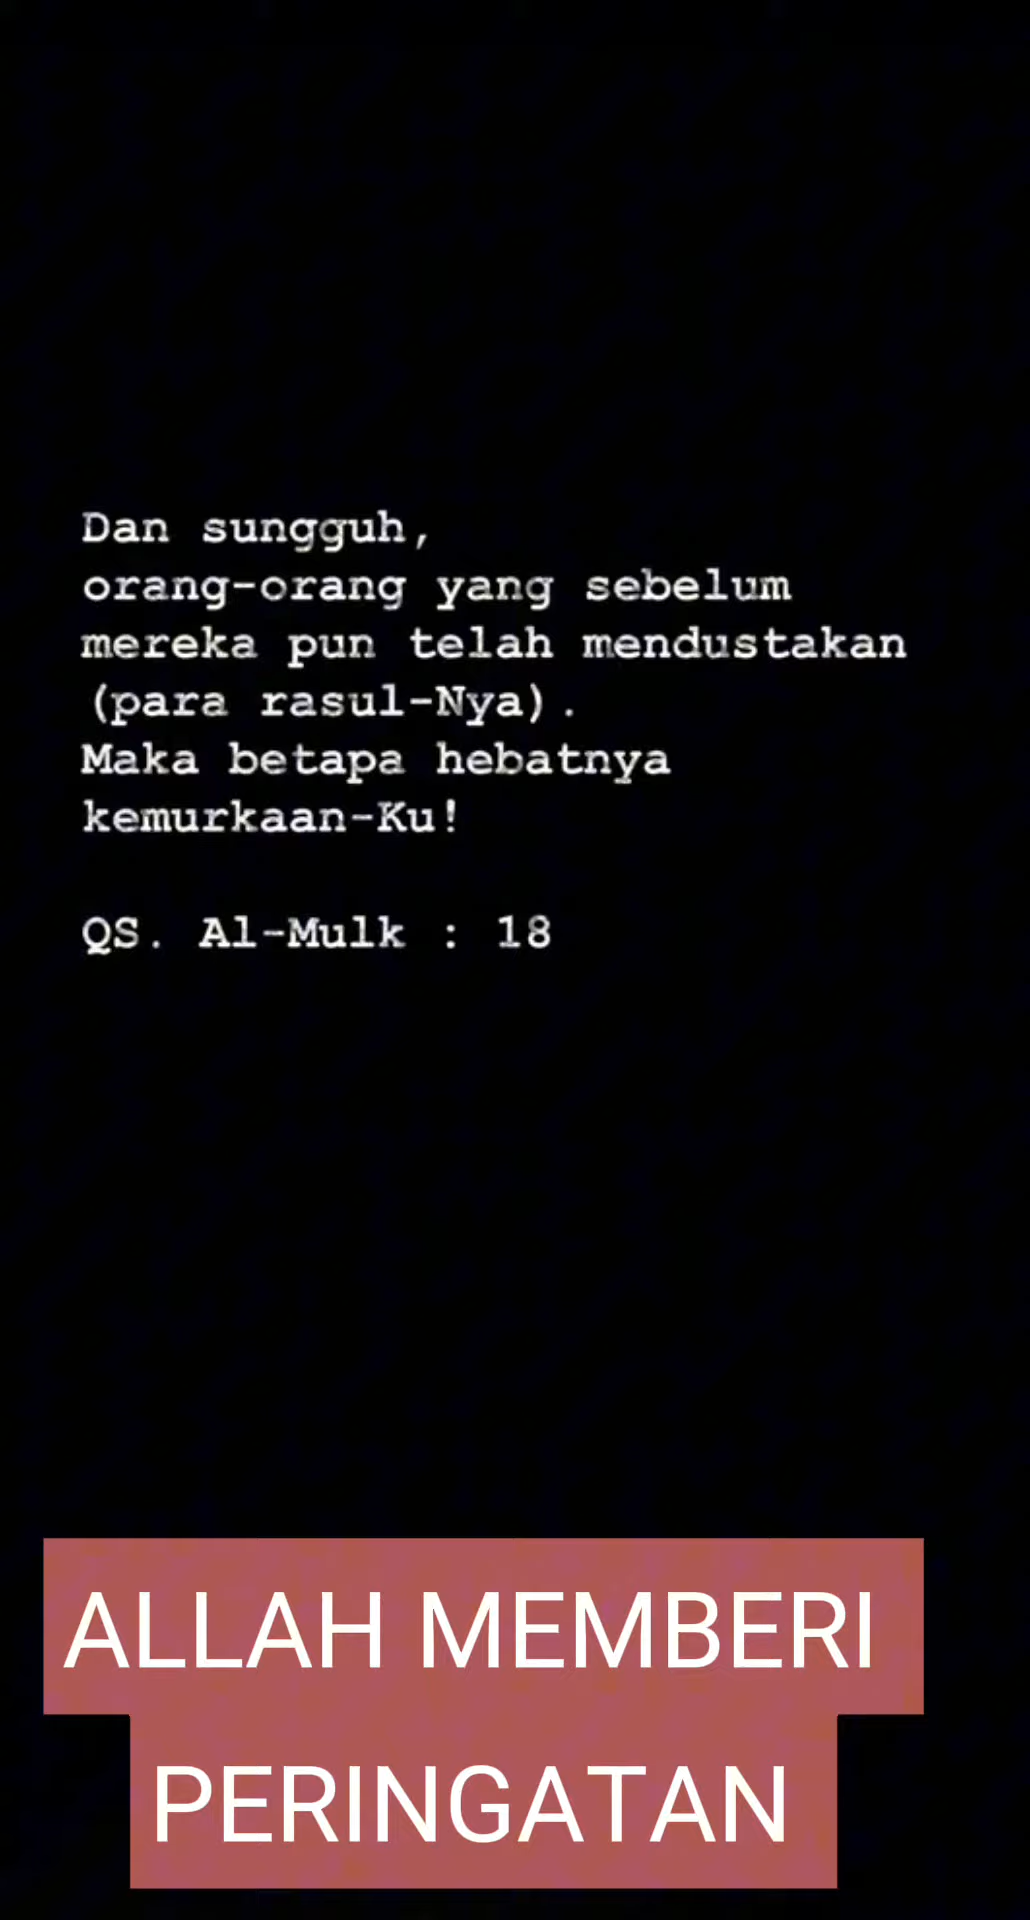 Dan sungguh,
orang-orang yang sebelum
mereka pun telah mendustakan
(para rasul-Nya).
Maka betapa hebatnya
kemurkaan-Ku!
QS. Al-Mulk : 18
ALLAH MEMBERI
PERINGATAN